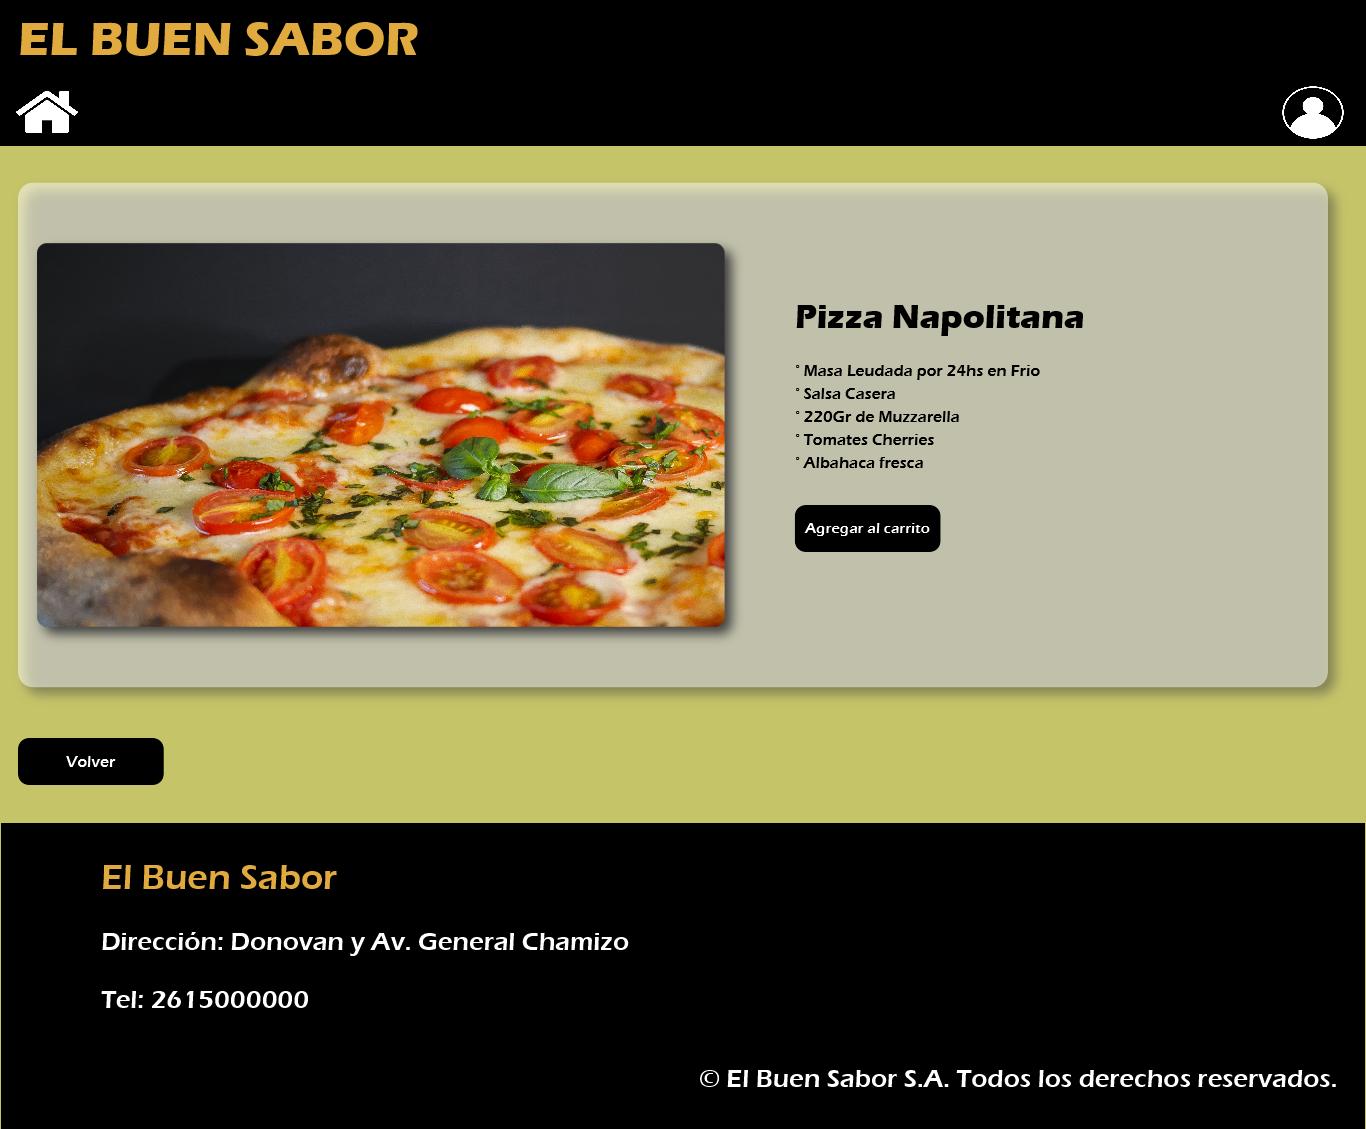 EL BUEN SABOR
Pizza Napolitana
° Masa Leudada por 24hs en Frio
° Salsa Casera
° 220Gr de Muzzarella
° Tomates Cherries
° Albahaca fresca
Agregar al carrito
Volver
El Buen Sabor
Dirección: Donovan y Av. General Chamizo
Tel: 2615000000
© El Buen Sabor S.A. Todos los derechos reservados.